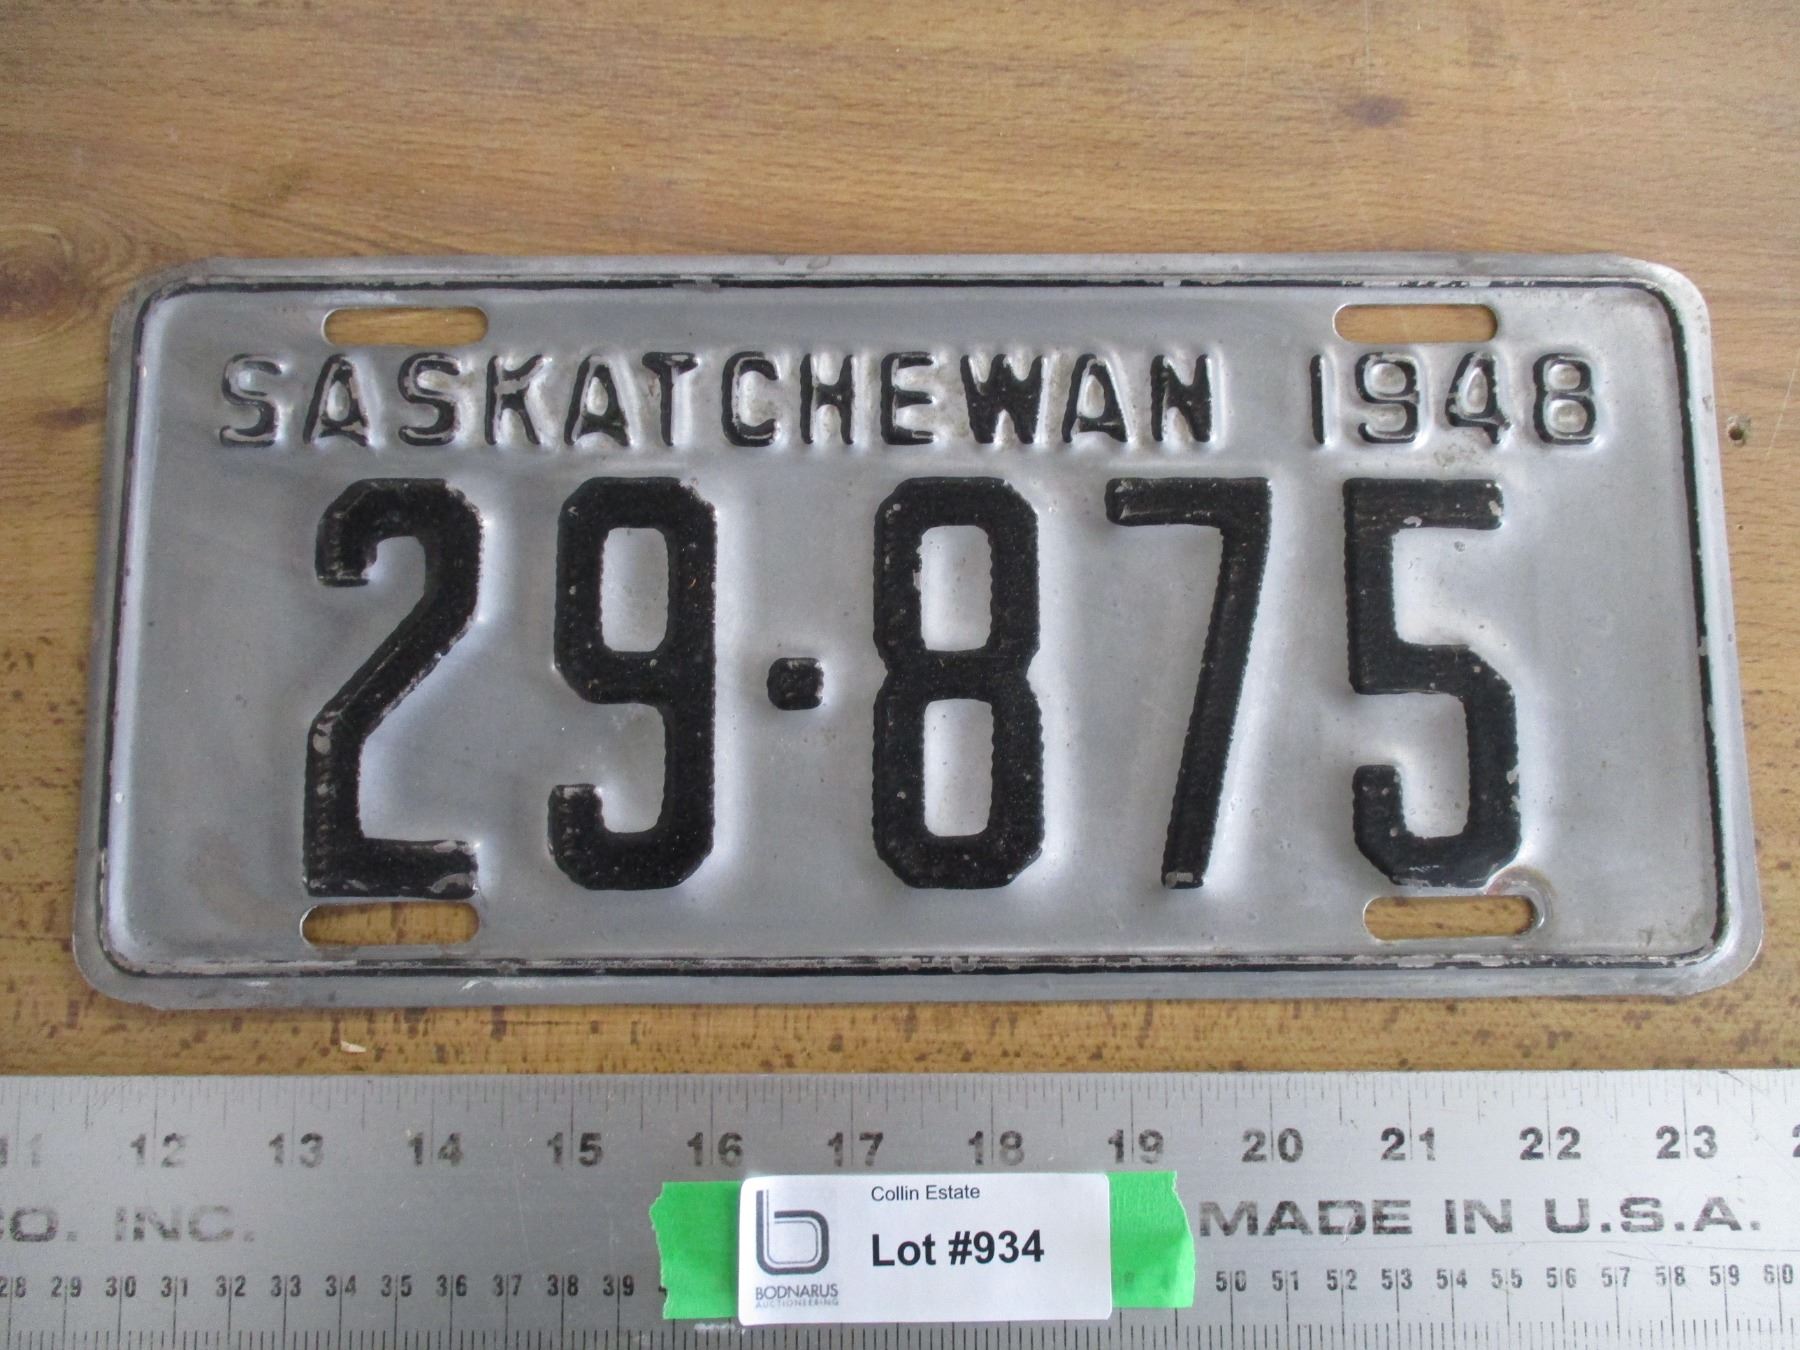 SASKATCHEWAN 1948
29·875
11 12 13 14 15 16 17 18 19 20 21 22 23
CO. INC. MADE IN U.S.A.
28 29 30 31 32 33 34 35 36 37 38 39 50 51 52 53 54 55 56 57 58 59 60
Collin Estate
Lot #934
BODNARUS
AUCTIONEERING